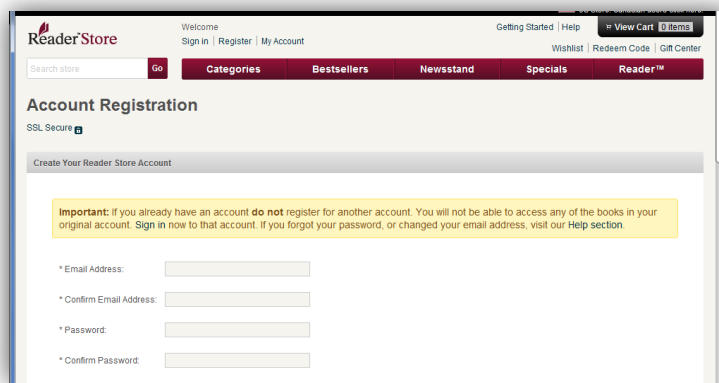 Reader Store
Welcome
Sign in | Register | My Account
Getting Started | Help
View Cart 0 items
Wishlist | Redeem Code | Gift Center
Search store
Go
Categories Bestsellers Newsstand Specials Reader™
Account Registration
SSL Secure
Create Your Reader Store Account
Important: If you already have an account do not register for another account. You will not be able to access any of the books in your
original account. Sign in now to that account. If you forgot your password, or changed your email address, visit our Help section.
* Email Address:
* Confirm Email Address:
* Password:
* Confirm Password: